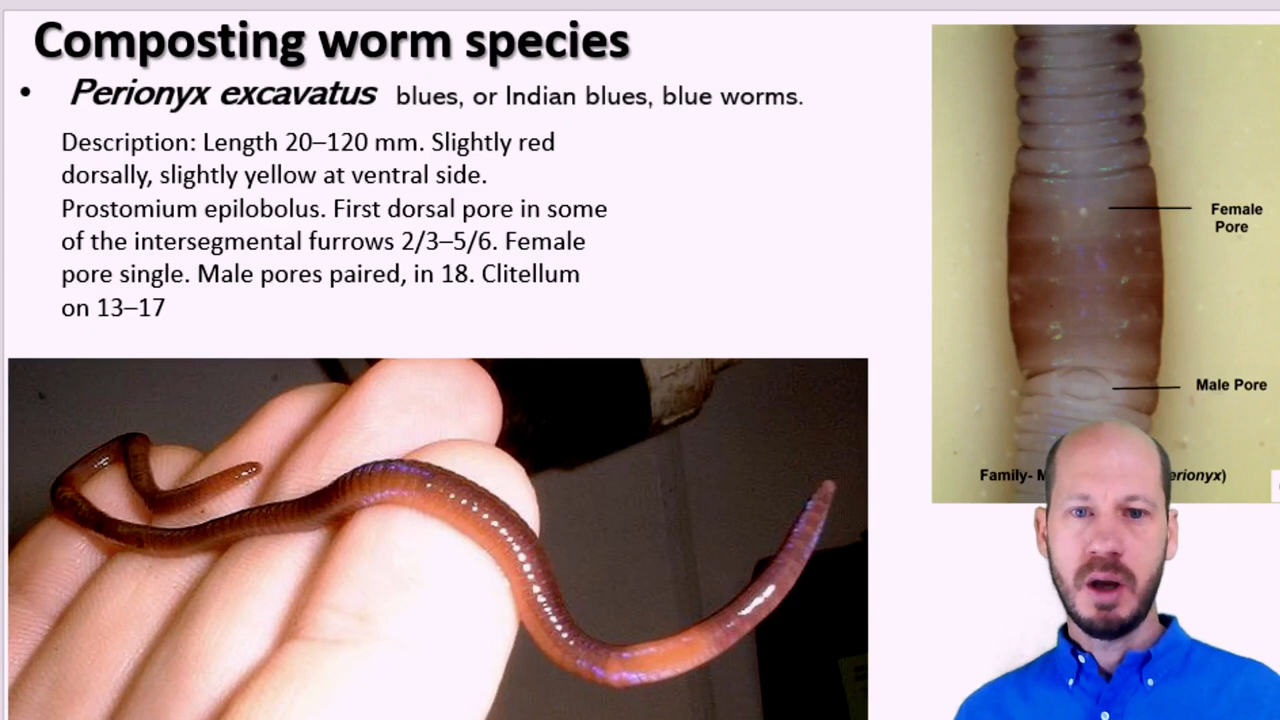 Composting worm species
• Perionyx excavatus blues, or Indian blues, blue worms.
Description: Length 20–120 mm. Slightly red
dorsally, slightly yellow at ventral side.
Prostomium epilobolus. First dorsal pore in some
of the intersegmental furrows 2/3–5/6. Female
pore single. Male pores paired, in 18. Clitellum
on 13–17
Female
Pore
Male Pore
Family- M
erionyx)